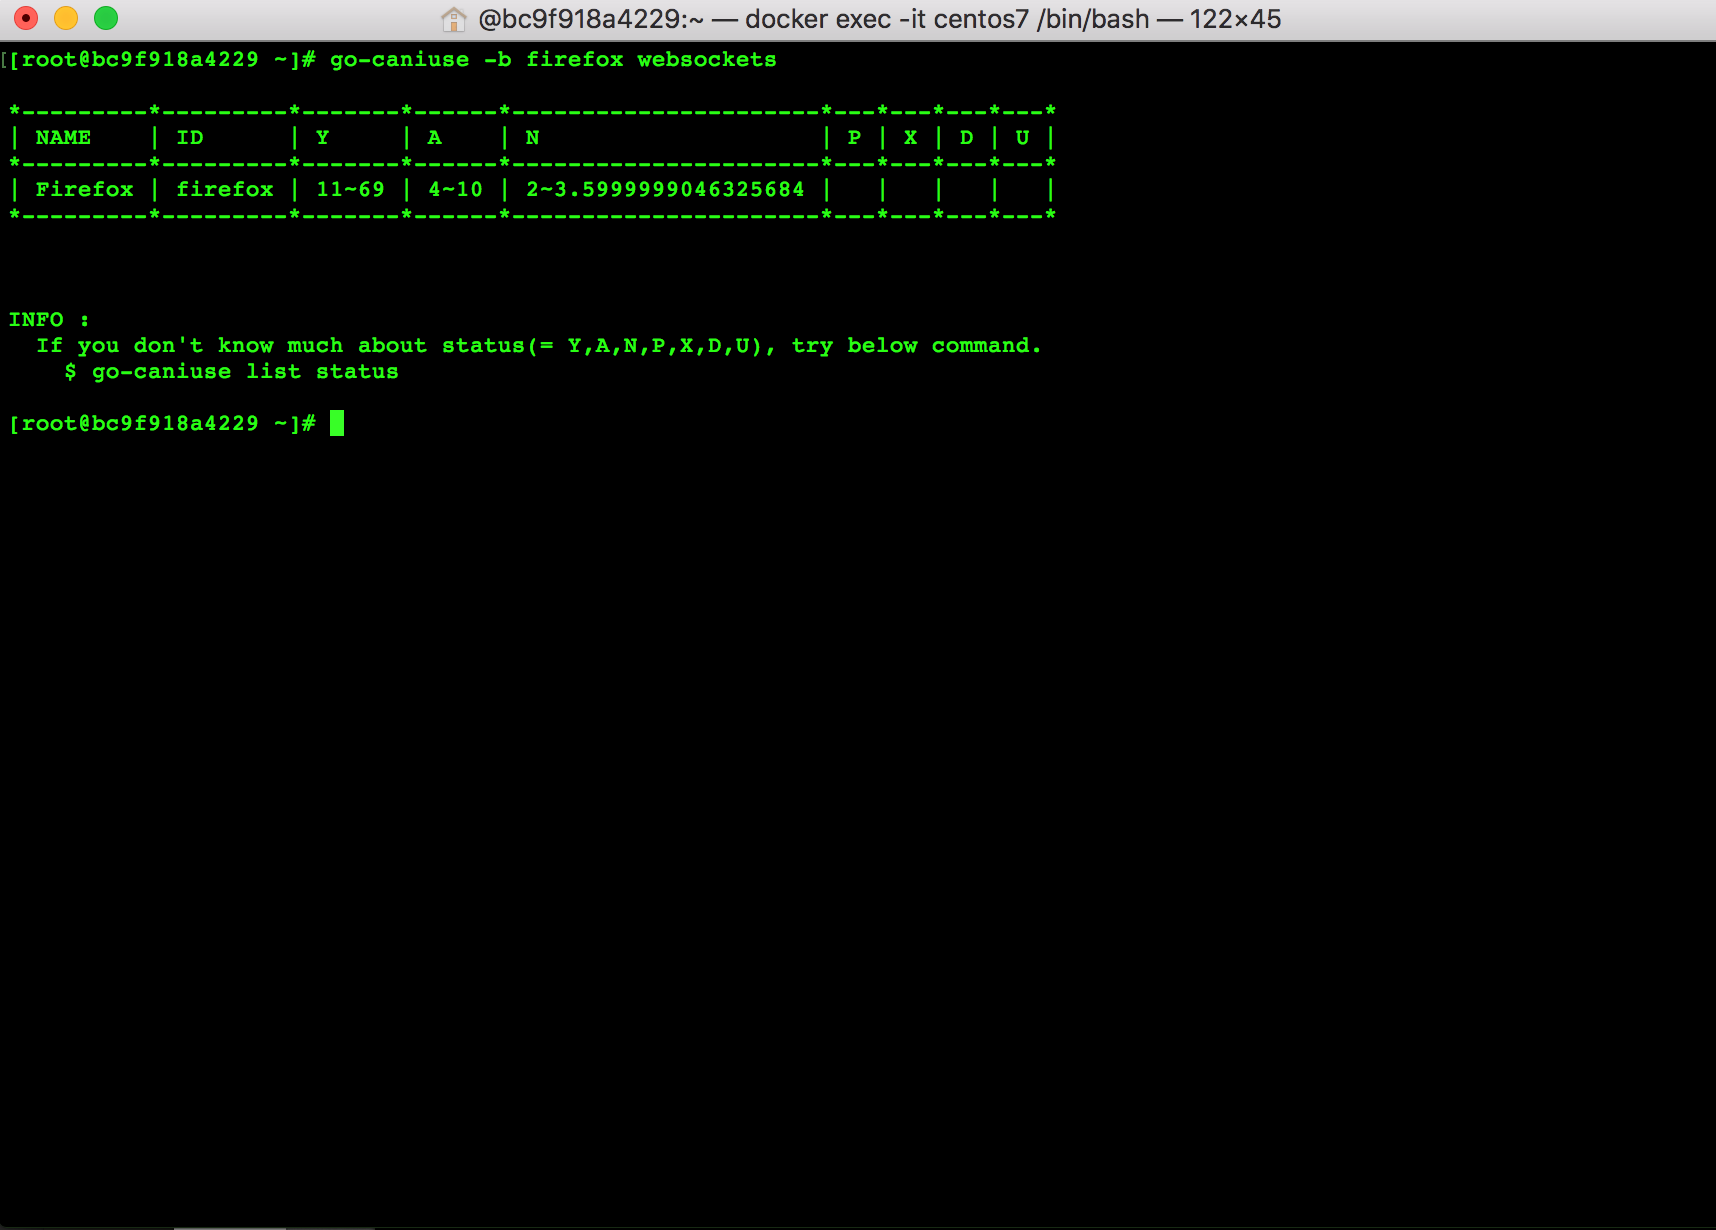 @bc9f918a4229:~ — docker exec -it centos7 /bin/bash — 122×45
[[root@bc9f918a4229 ~]# go-caniuse -b firefox websockets
*---------*---------*-------*------*----------------------*---*---*---*---*
| NAME    | ID      | Y     | A    | N                    | P | X | D | U |
*---------*---------*-------*------*----------------------*---*---*---*---*
| Firefox | firefox | 11~69 | 4~10 | 2~3.5999999046325684 |   |   |   |   |
*---------*---------*-------*------*----------------------*---*---*---*---*
INFO :
  If you don't know much about status(= Y,A,N,P,X,D,U), try below command.
    $ go-caniuse list status
[root@bc9f918a4229 ~]#